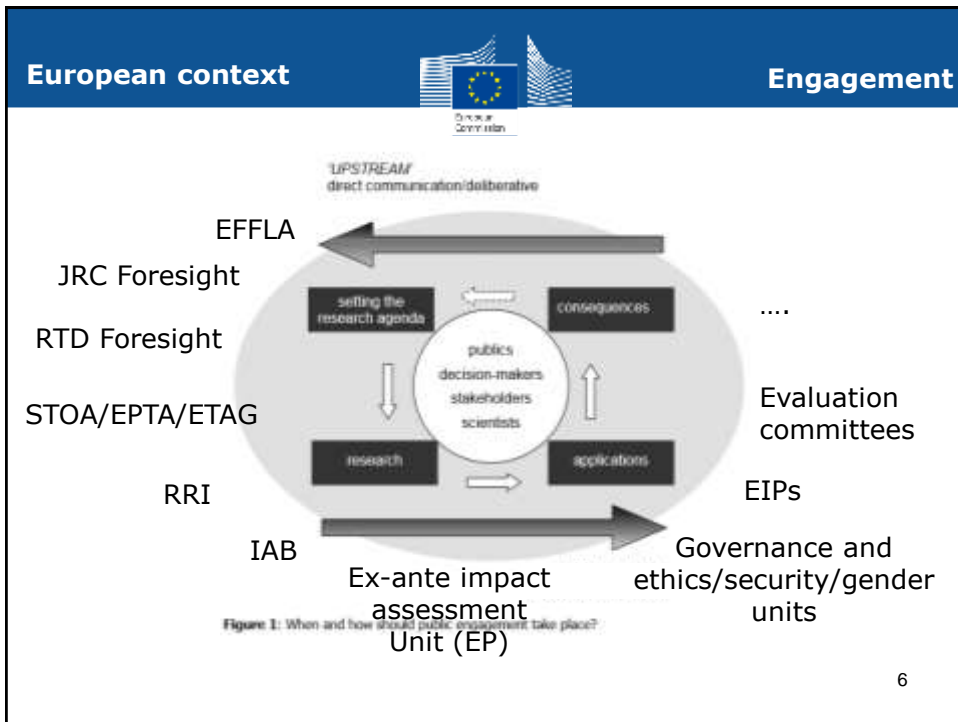 European context
Engagement
European
Commission
'UPSTREAM'
direct communication/deliberative
EFFLA
JRC Foresight
RTD Foresight
STOA/EPTA/ETAG
RRI
IAB
setting the
research agenda
consequences
publics
decision-makers
stakeholders
scientists
research
applications
….
Evaluation
committees
EIPs
Governance and
ethics/security/gender
units
Ex-ante impact
assessment
Unit (EP)
Figure 1: When and how should public engagement take place?
6